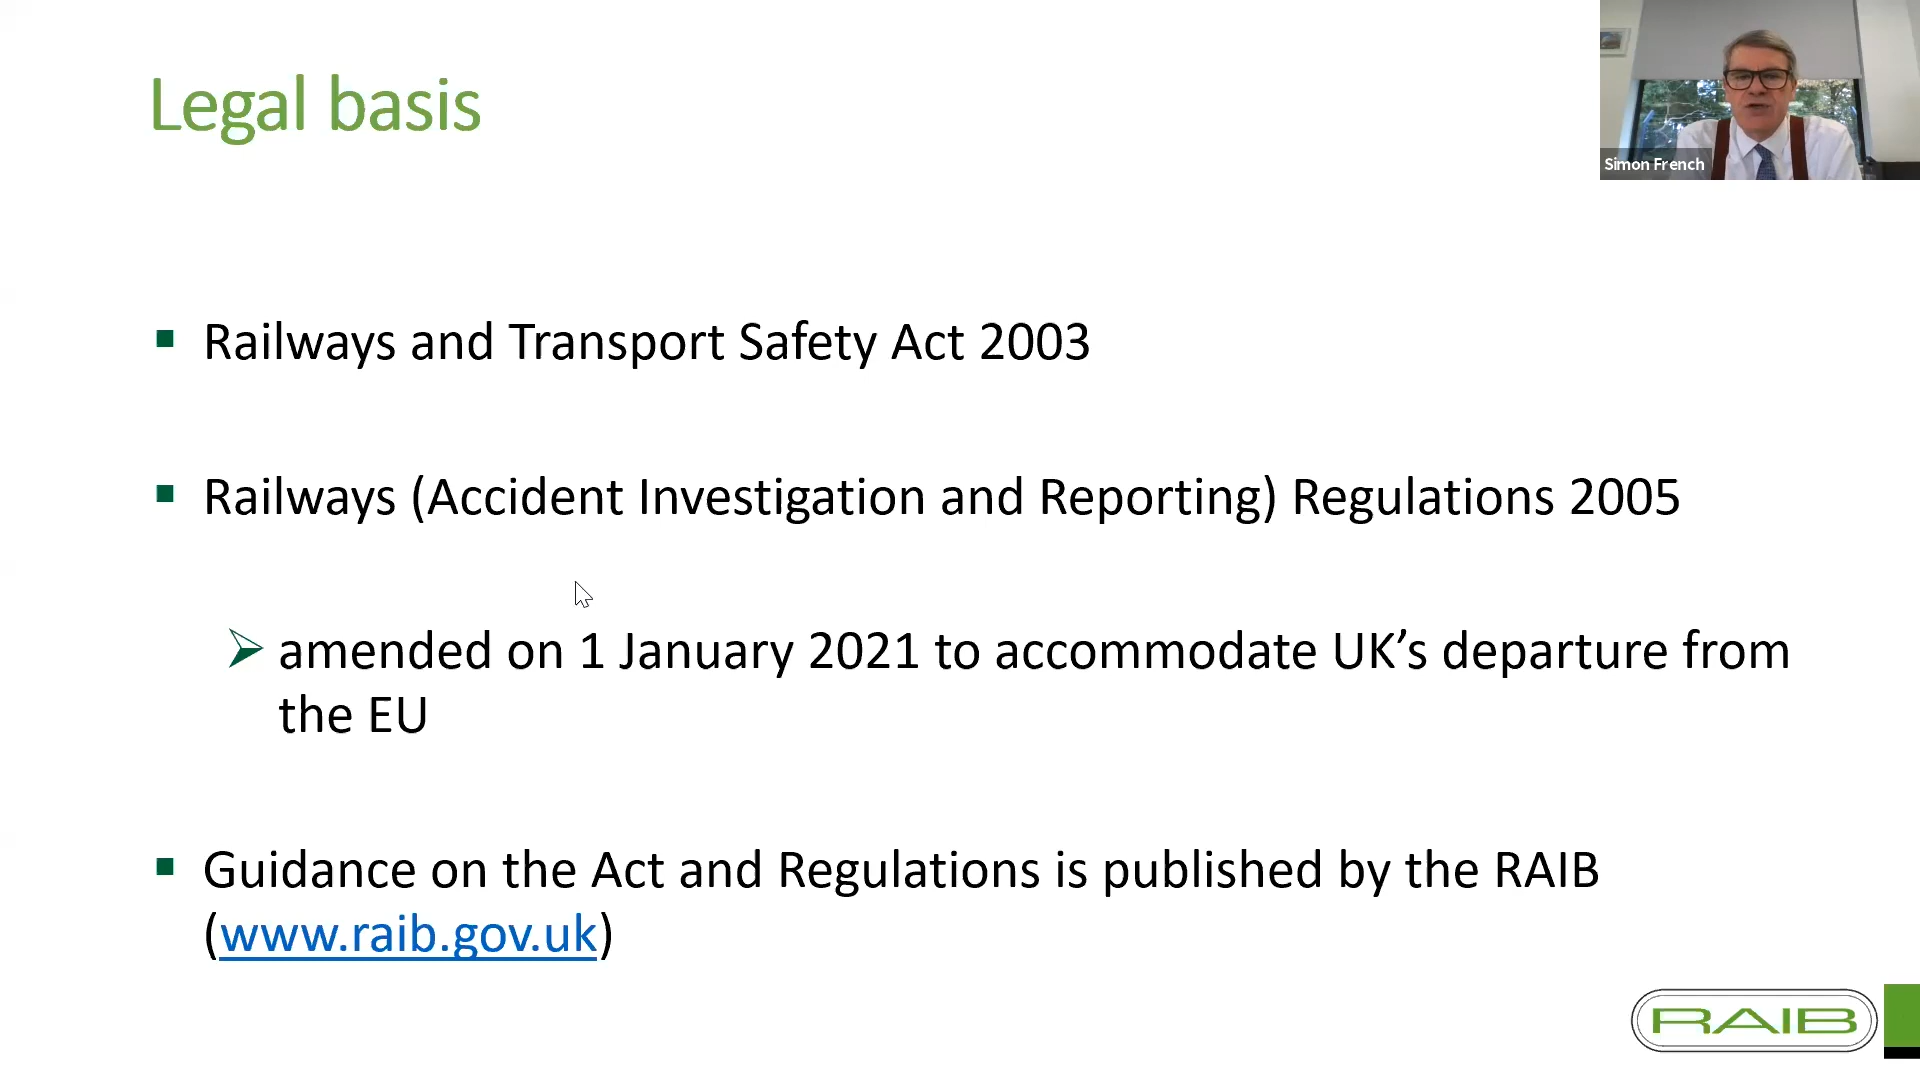 Legal basis
Simon French
Railways and Transport Safety Act 2003
Railways (Accident Investigation and Reporting) Regulations 2005
amended on 1 January 2021 to accommodate UK’s departure from
the EU
Guidance on the Act and Regulations is published by the RAIB
(www.raib.gov.uk)
RAIB